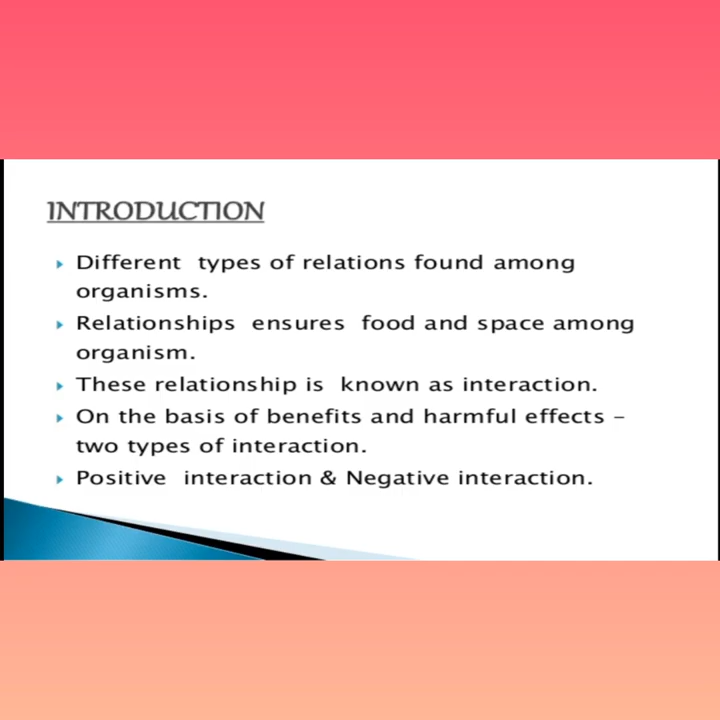 INTRODUCTION
Different types of relations found among
organisms.
Relationships ensures food and space among
organism.
These relationship is known as interaction.
On the basis of benefits and harmful effects –
two types of interaction.
Positive interaction & Negative interaction.